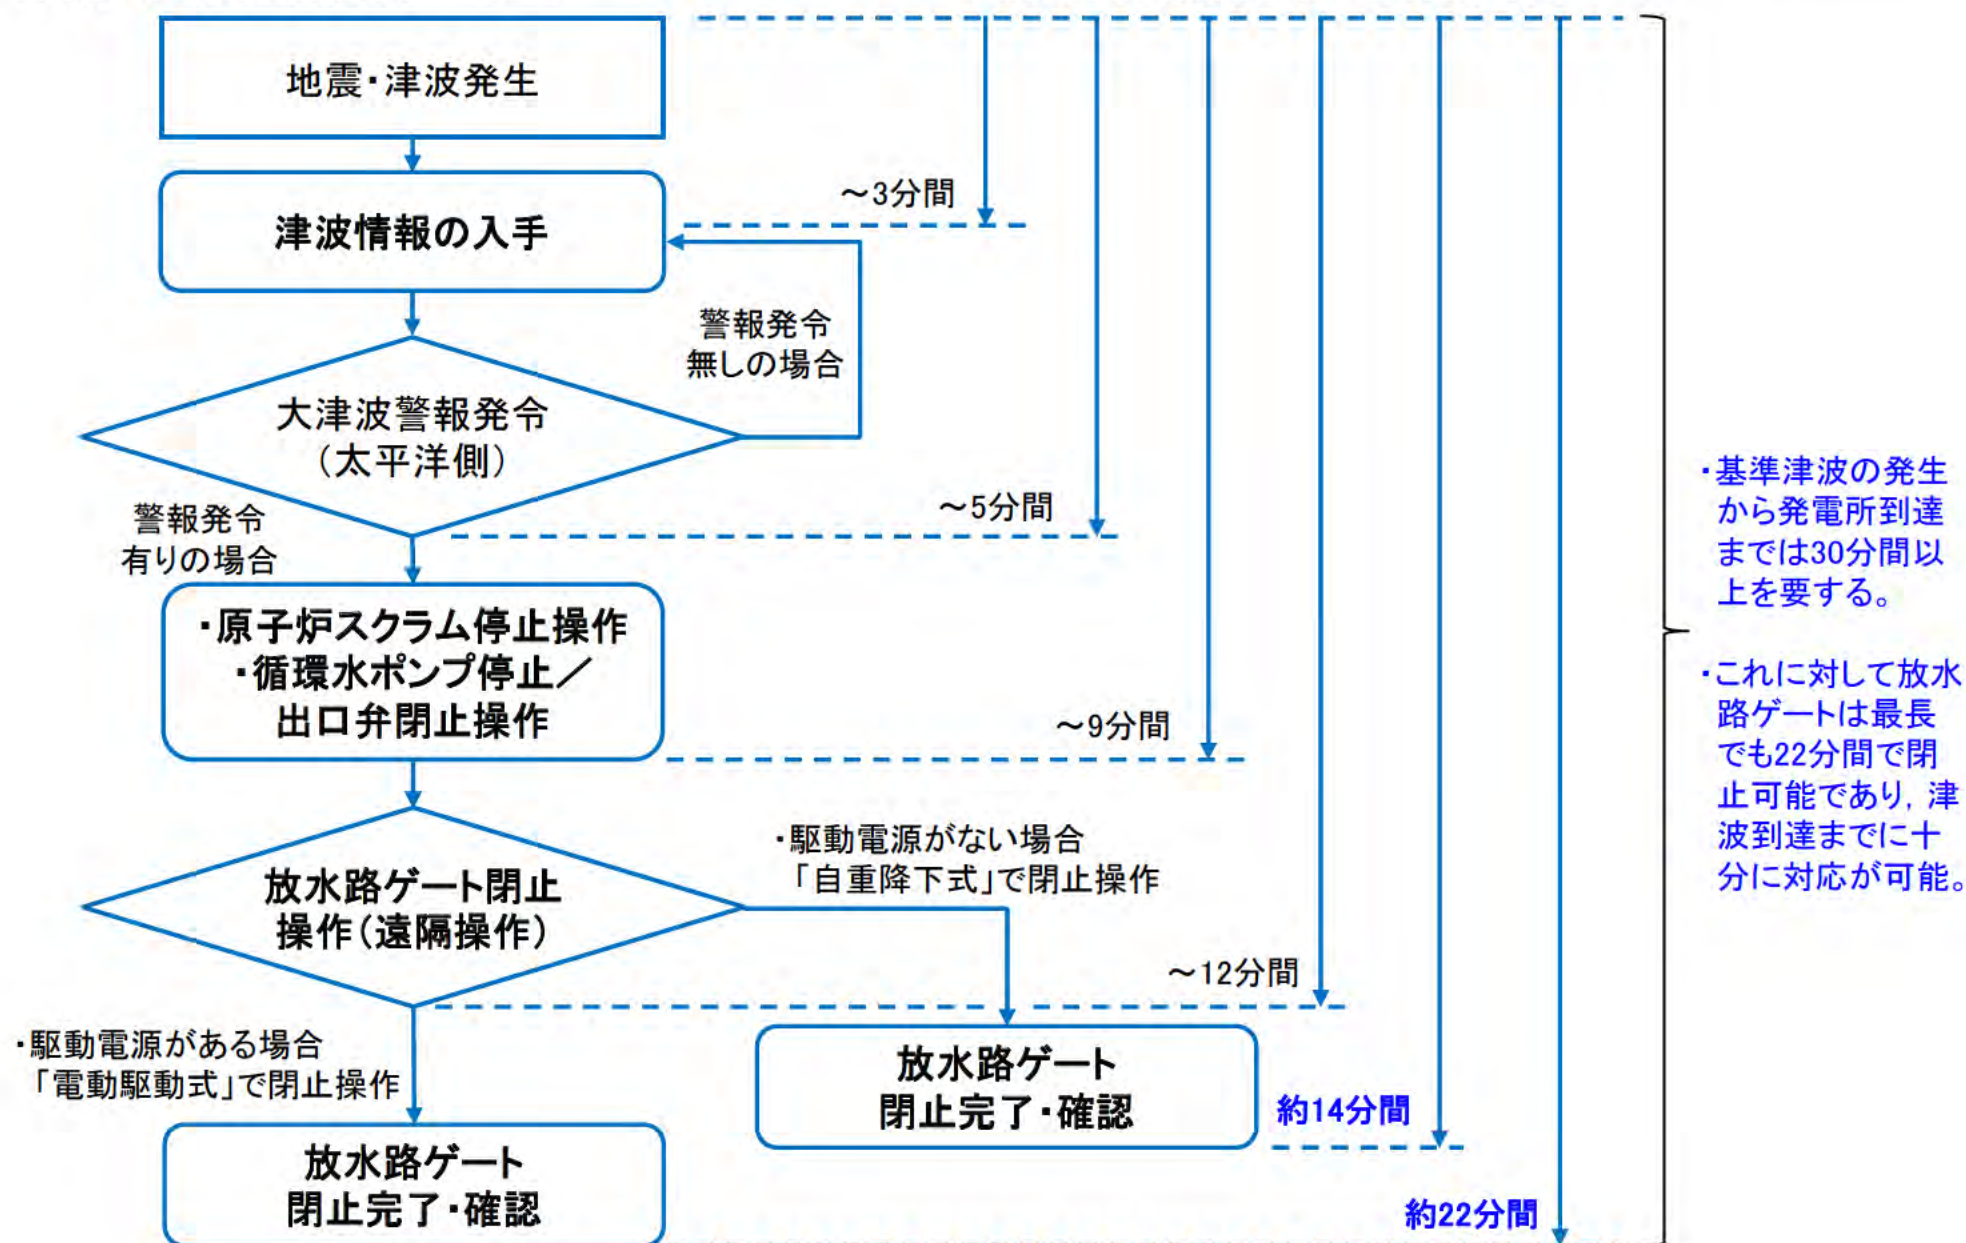 地震・津波発生
津波情報の入手
～3分間
警報発令
無しの場合
大津波警報発令
（太平洋側）
～5分間
警報発令
有りの場合
・原子炉スクラム停止操作
・循環水ポンプ停止／
出口弁閉止操作
～9分間
放水路ゲート閉止
操作（遠隔操作）
・駆動電源がない場合
「自重降下式」で閉止操作
～12分間
・駆動電源がある場合
「電動駆動式」で閉止操作
放水路ゲート
閉止完了・確認
約14分間
放水路ゲート
閉止完了・確認
約22分間
・基準津波の発生
から発電所到達
までは30分間以
上を要する。
・これに対して放水
路ゲートは最長
でも22分間で閉
止可能であり，津
波到達までに十
分に対応が可能。